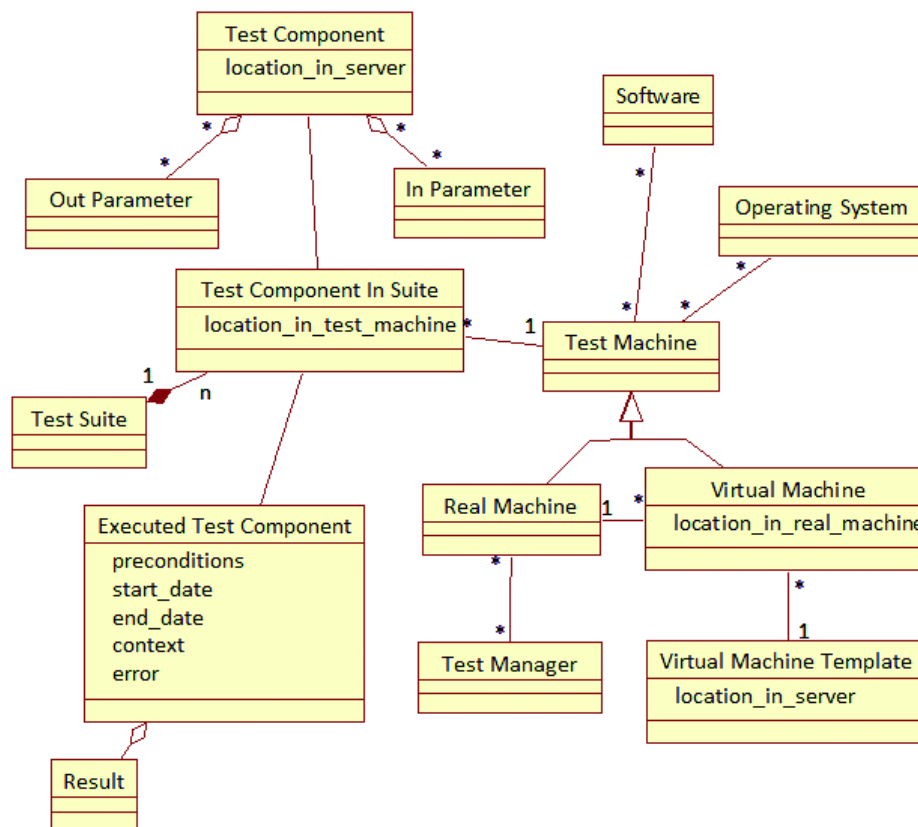 Test Component
location_in_server
Software
*
*
*
*
Out Parameter
In Parameter
*
Operating System
*
*
*
Test Component In Suite
location_in_test_machine
*
1
Test Machine
1
n
Test Suite
Real Machine
1
*
Virtual Machine
location_in_real_machine
Executed Test Component
preconditions
start_date
end_date
context
error
*
*
Test Manager
*
1
Virtual Machine Template
location_in_server
Result